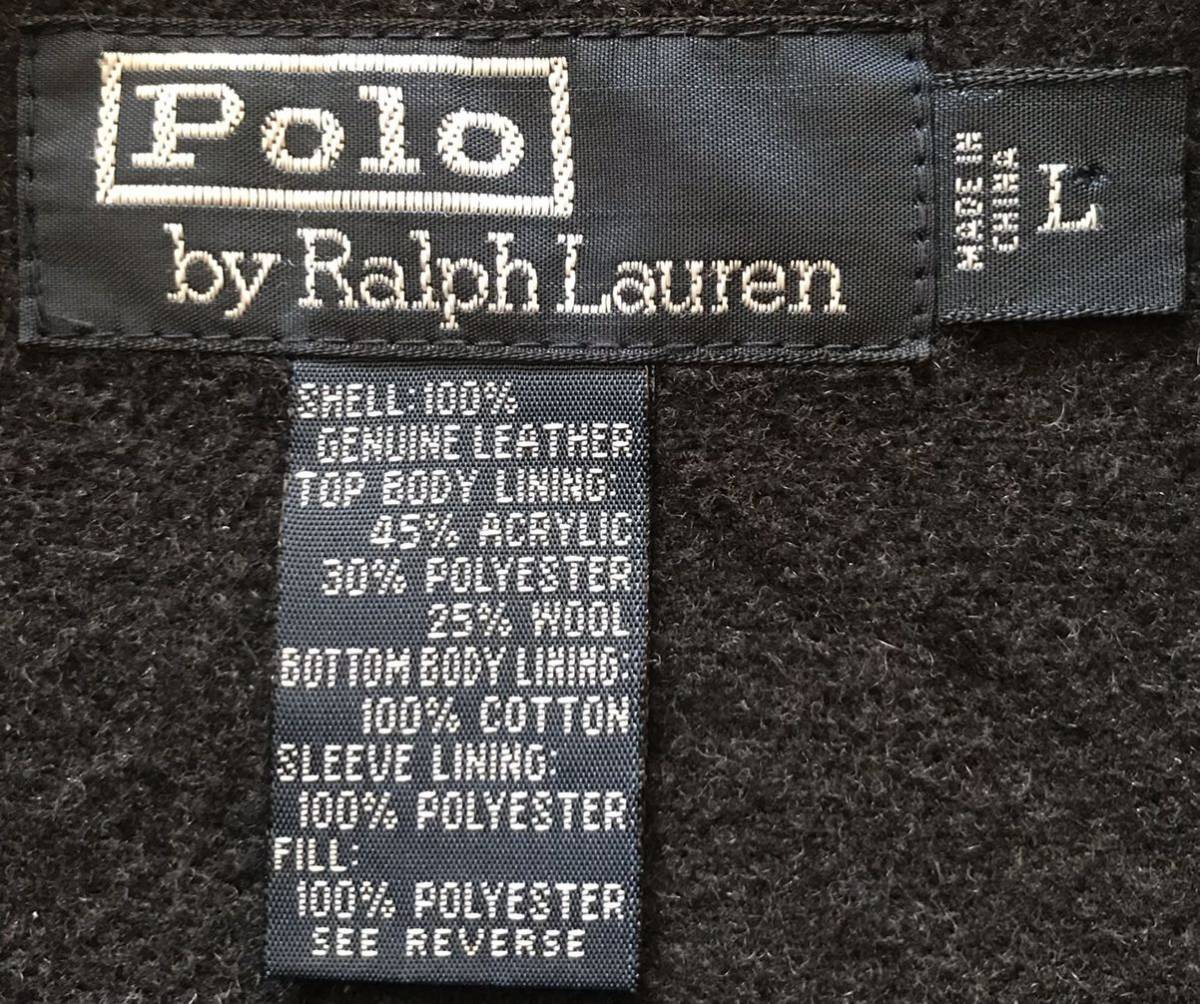 Polo
by Ralph Lauren
MADE IN
CHINA
L
SHELL: 100%
GENUINE LEATHER
TOP BODY LINING:
45% ACRYLIC
30% POLYESTER
25% WOOL
BOTTOM BODY LINING:
100% COTTON
SLEEVE LINING:
100% POLYESTER
FILL:
100% POLYESTER
SEE REVERSE